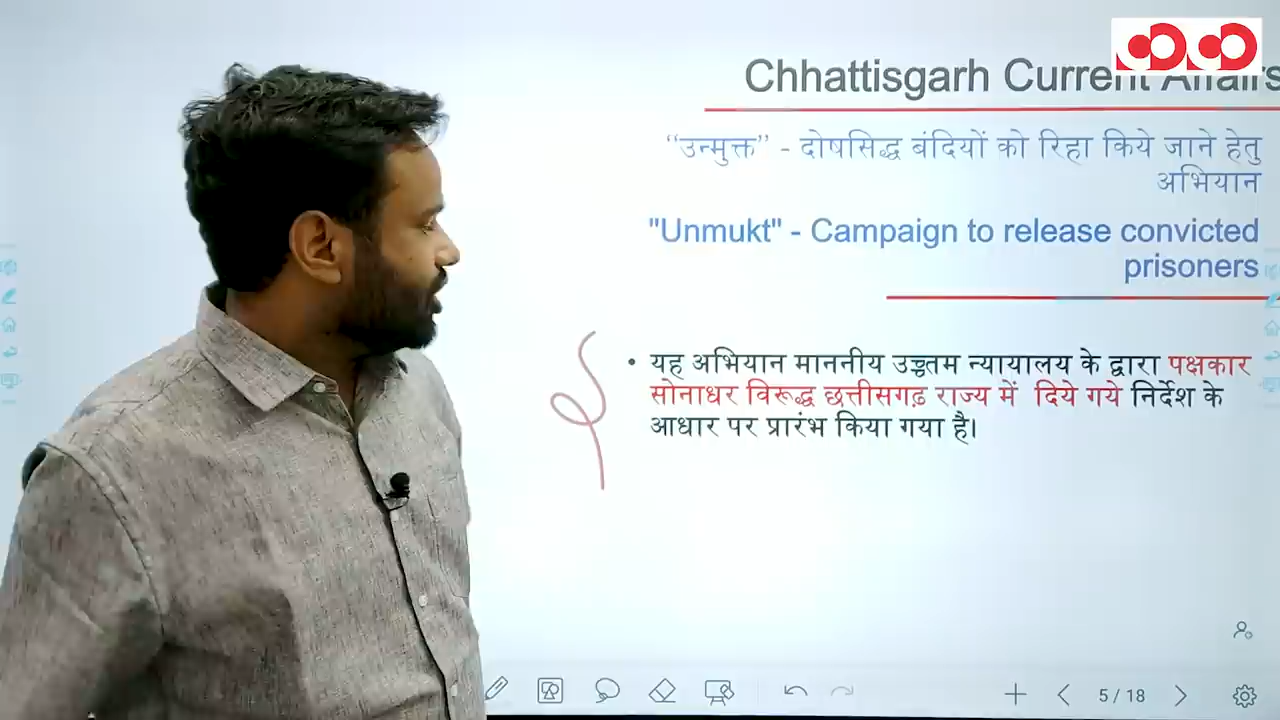 Chhattisgarh Current Affairs
“उन्मुक्त” - दोषसिद्ध बंदियों को रिहा किये जाने हेतु
अभियान
"Unmukt" - Campaign to release convicted
prisoners
• यह अभियान माननीय उच्चतम न्यायालय के द्वारा पक्षकार
सोनाधर विरूद्ध छत्तीसगढ़ राज्य में दिये गये निर्देश के
आधार पर प्रारंभ किया गया है।
5 / 18